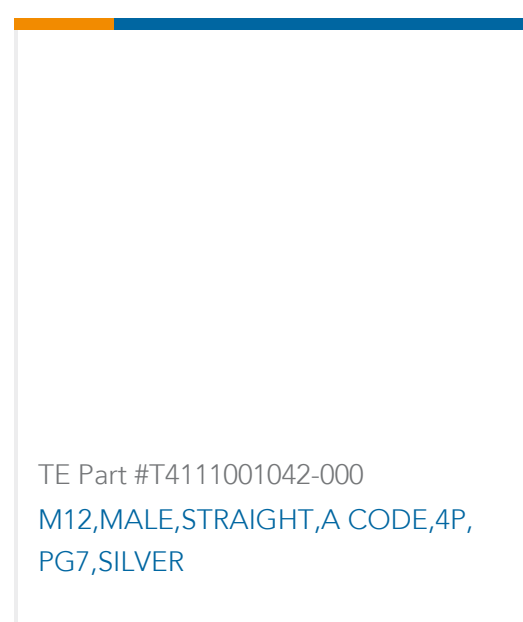 TE Part #T4111001042-000
M12,MALE,STRAIGHT,A CODE,4P,
PG7,SILVER